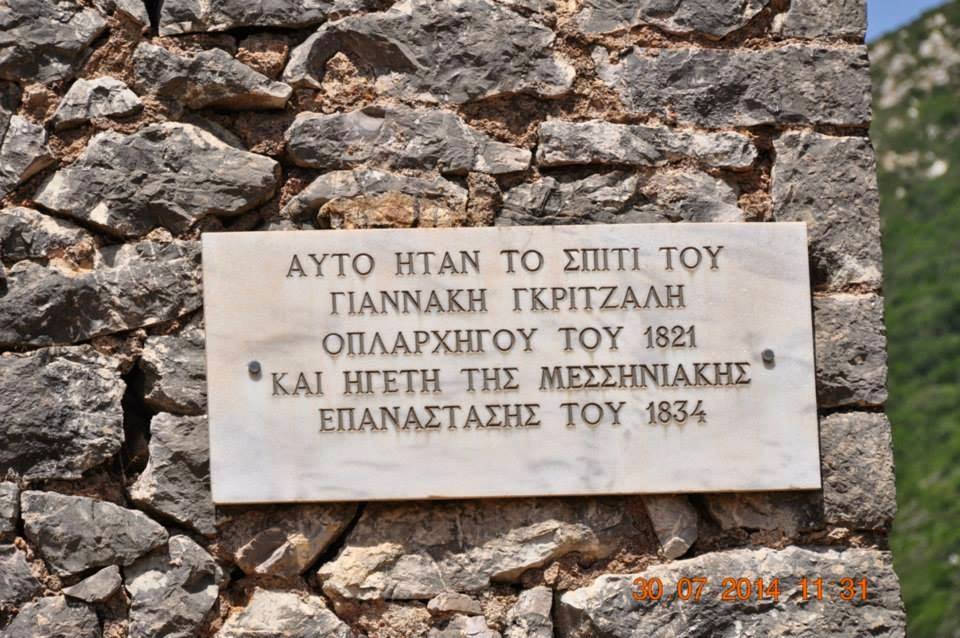 ΑΥΤΟ ΗΤΑΝ ΤΟ ΣΠΙΤΙ ΤΟΥ
ΓΙΑΝΝΑΚΗ ΓΚΡΙΤΖΑΛΗ
ΟΠΛΑΡΧΗΓΟΥ ΤΟΥ 1821
ΚΑΙ ΗΓΕΤΗ ΤΗΣ ΜΕΣΣΗΝΙΑΚΗΣ
ΕΠΑΝΑΣΤΑΣΗΣ ΤΟΥ 1834
30 07 2014 11:31